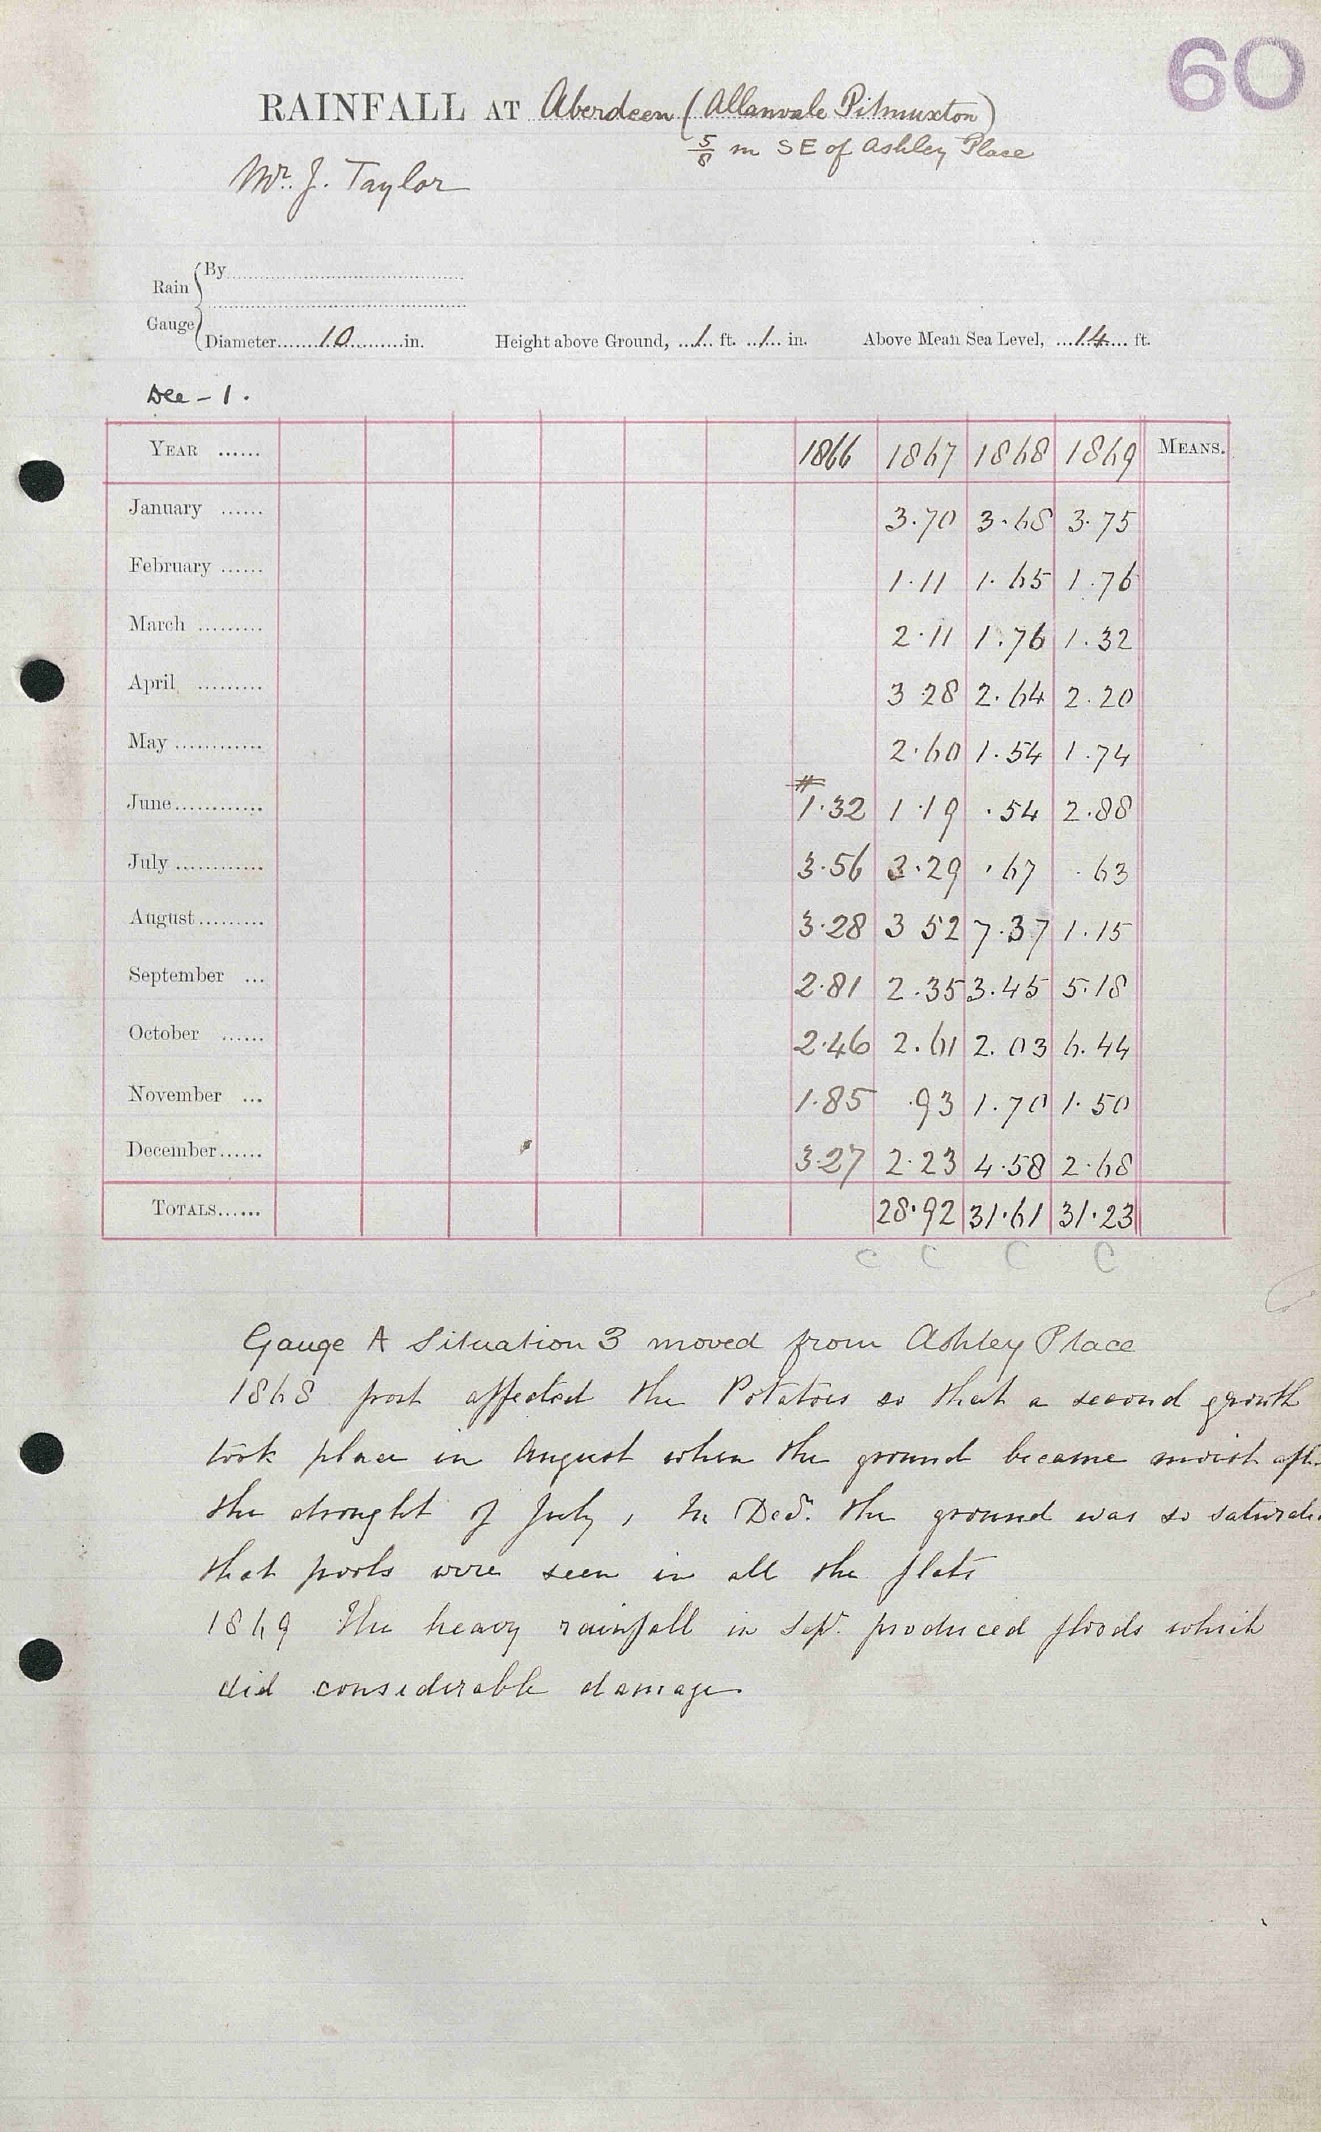 60
RAINFALL AT Aberdeen (Allanvale Pitmuxton)
5/8 m SE of Ashley Place
Mr. J. Taylor
Rain Gauge { By
Diameter 10 in. Height above Ground, 1 ft. 1 in. Above Mean Sea Level, 14 ft.
Dee - 1.
YEAR ...... 1866 1867 1868 1869 MEANS.
January ...... 3.70 3.68 3.75
February ...... 1.11 1.65 1.76
March ......... 2.11 1.76 1.32
April ......... 3 28 2.64 2.20
May ............ 2.60 1.54 1.74
June ............ 1.32 1.19 .54 2.88
July ............ 3.56 3.29 .67 .63
August ......... 3.28 3 52 7.37 1.15
September ... 2.81 2.35 3.45 5.18
October ...... 2.46 2.61 2.03 6.44
November ... 1.85 .93 1.70 1.50
December ...... 3.27 2.23 4.58 2.68
TOTALS ...... 28.92 31.61 31.23
C C C C
Gauge A Situation 3 moved from Ashley Place
1868 frost affected the Potatoes so that a second growth
took place in August when the ground became moist
the drought of July, In Decr. the ground was so
that pools were seen in all the flats
1869 The heavy rainfall in Sepr. produced floods which
did considerable damage